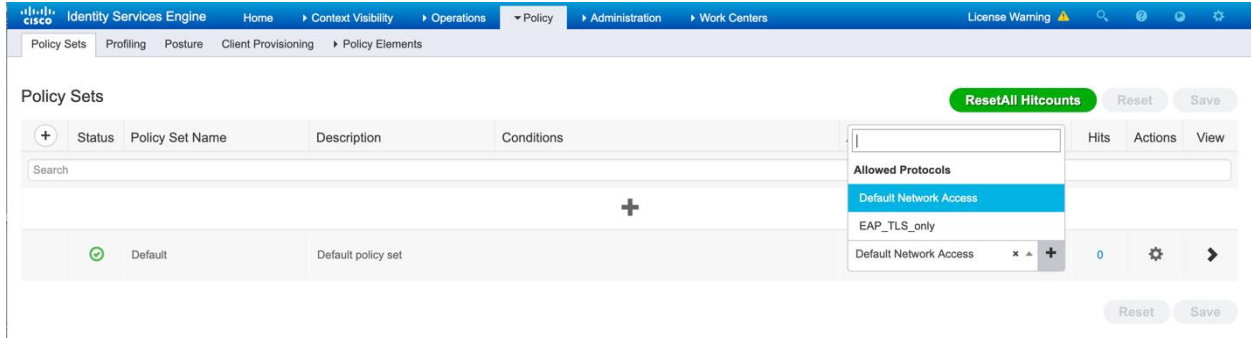 cisco Identity Services Engine Home Context Visibility Operations Policy Administration Work Centers License Warning
Policy Sets Profiling Posture Client Provisioning Policy Elements
Policy Sets ResetAll Hitcounts Reset Save
+ Status Policy Set Name Description Conditions Hits Actions View
Search
Allowed Protocols
Default Network Access
+
EAP_TLS_only
Default Default policy set Default Network Access × + 0
Reset Save